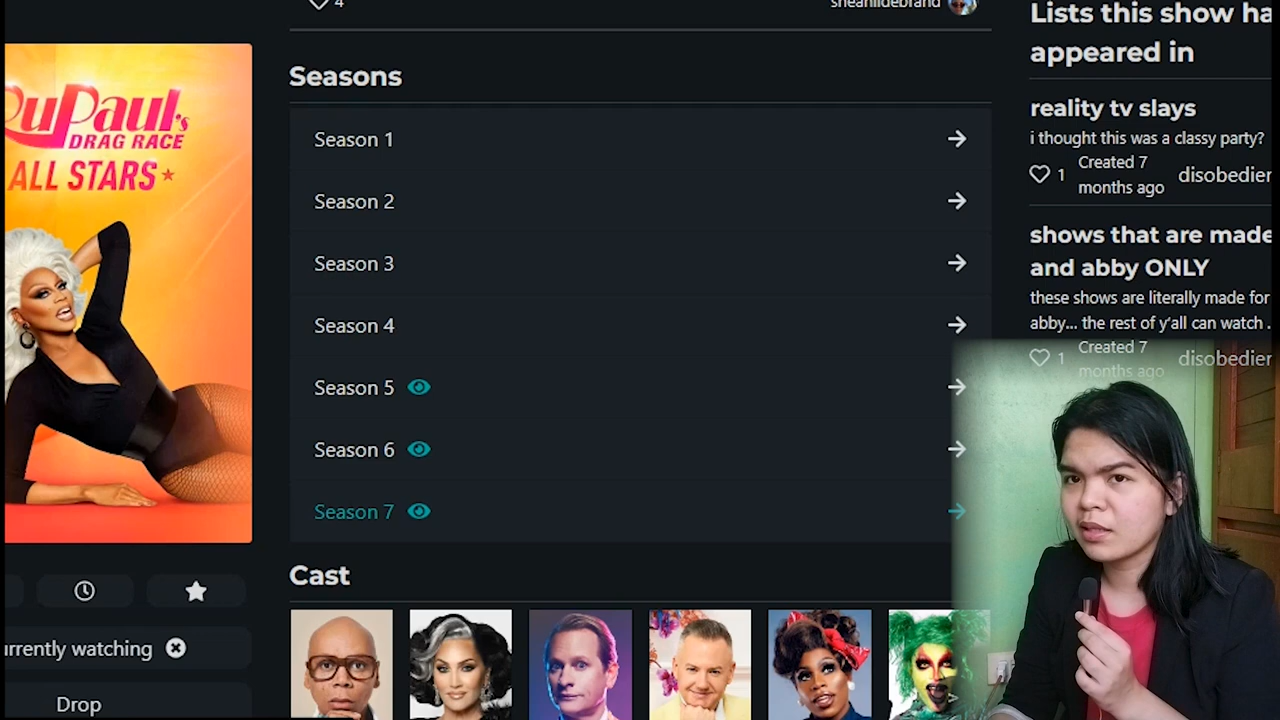 4
sheahildebrand
RuPaul's
DRAG RACE
ALL STARS
Currently watching
Drop
Seasons
Season 1
Season 2
Season 3
Season 4
Season 5
Season 6
Season 7
Cast
Lists this show ha
appeared in
reality tv slays
i thought this was a classy party?
1
Created 7
months ago
disobedien
shows that are made
and abby ONLY
these shows are literally made for
abby... the rest of y'all can watch .
1
Created 7
months ago
disobedien